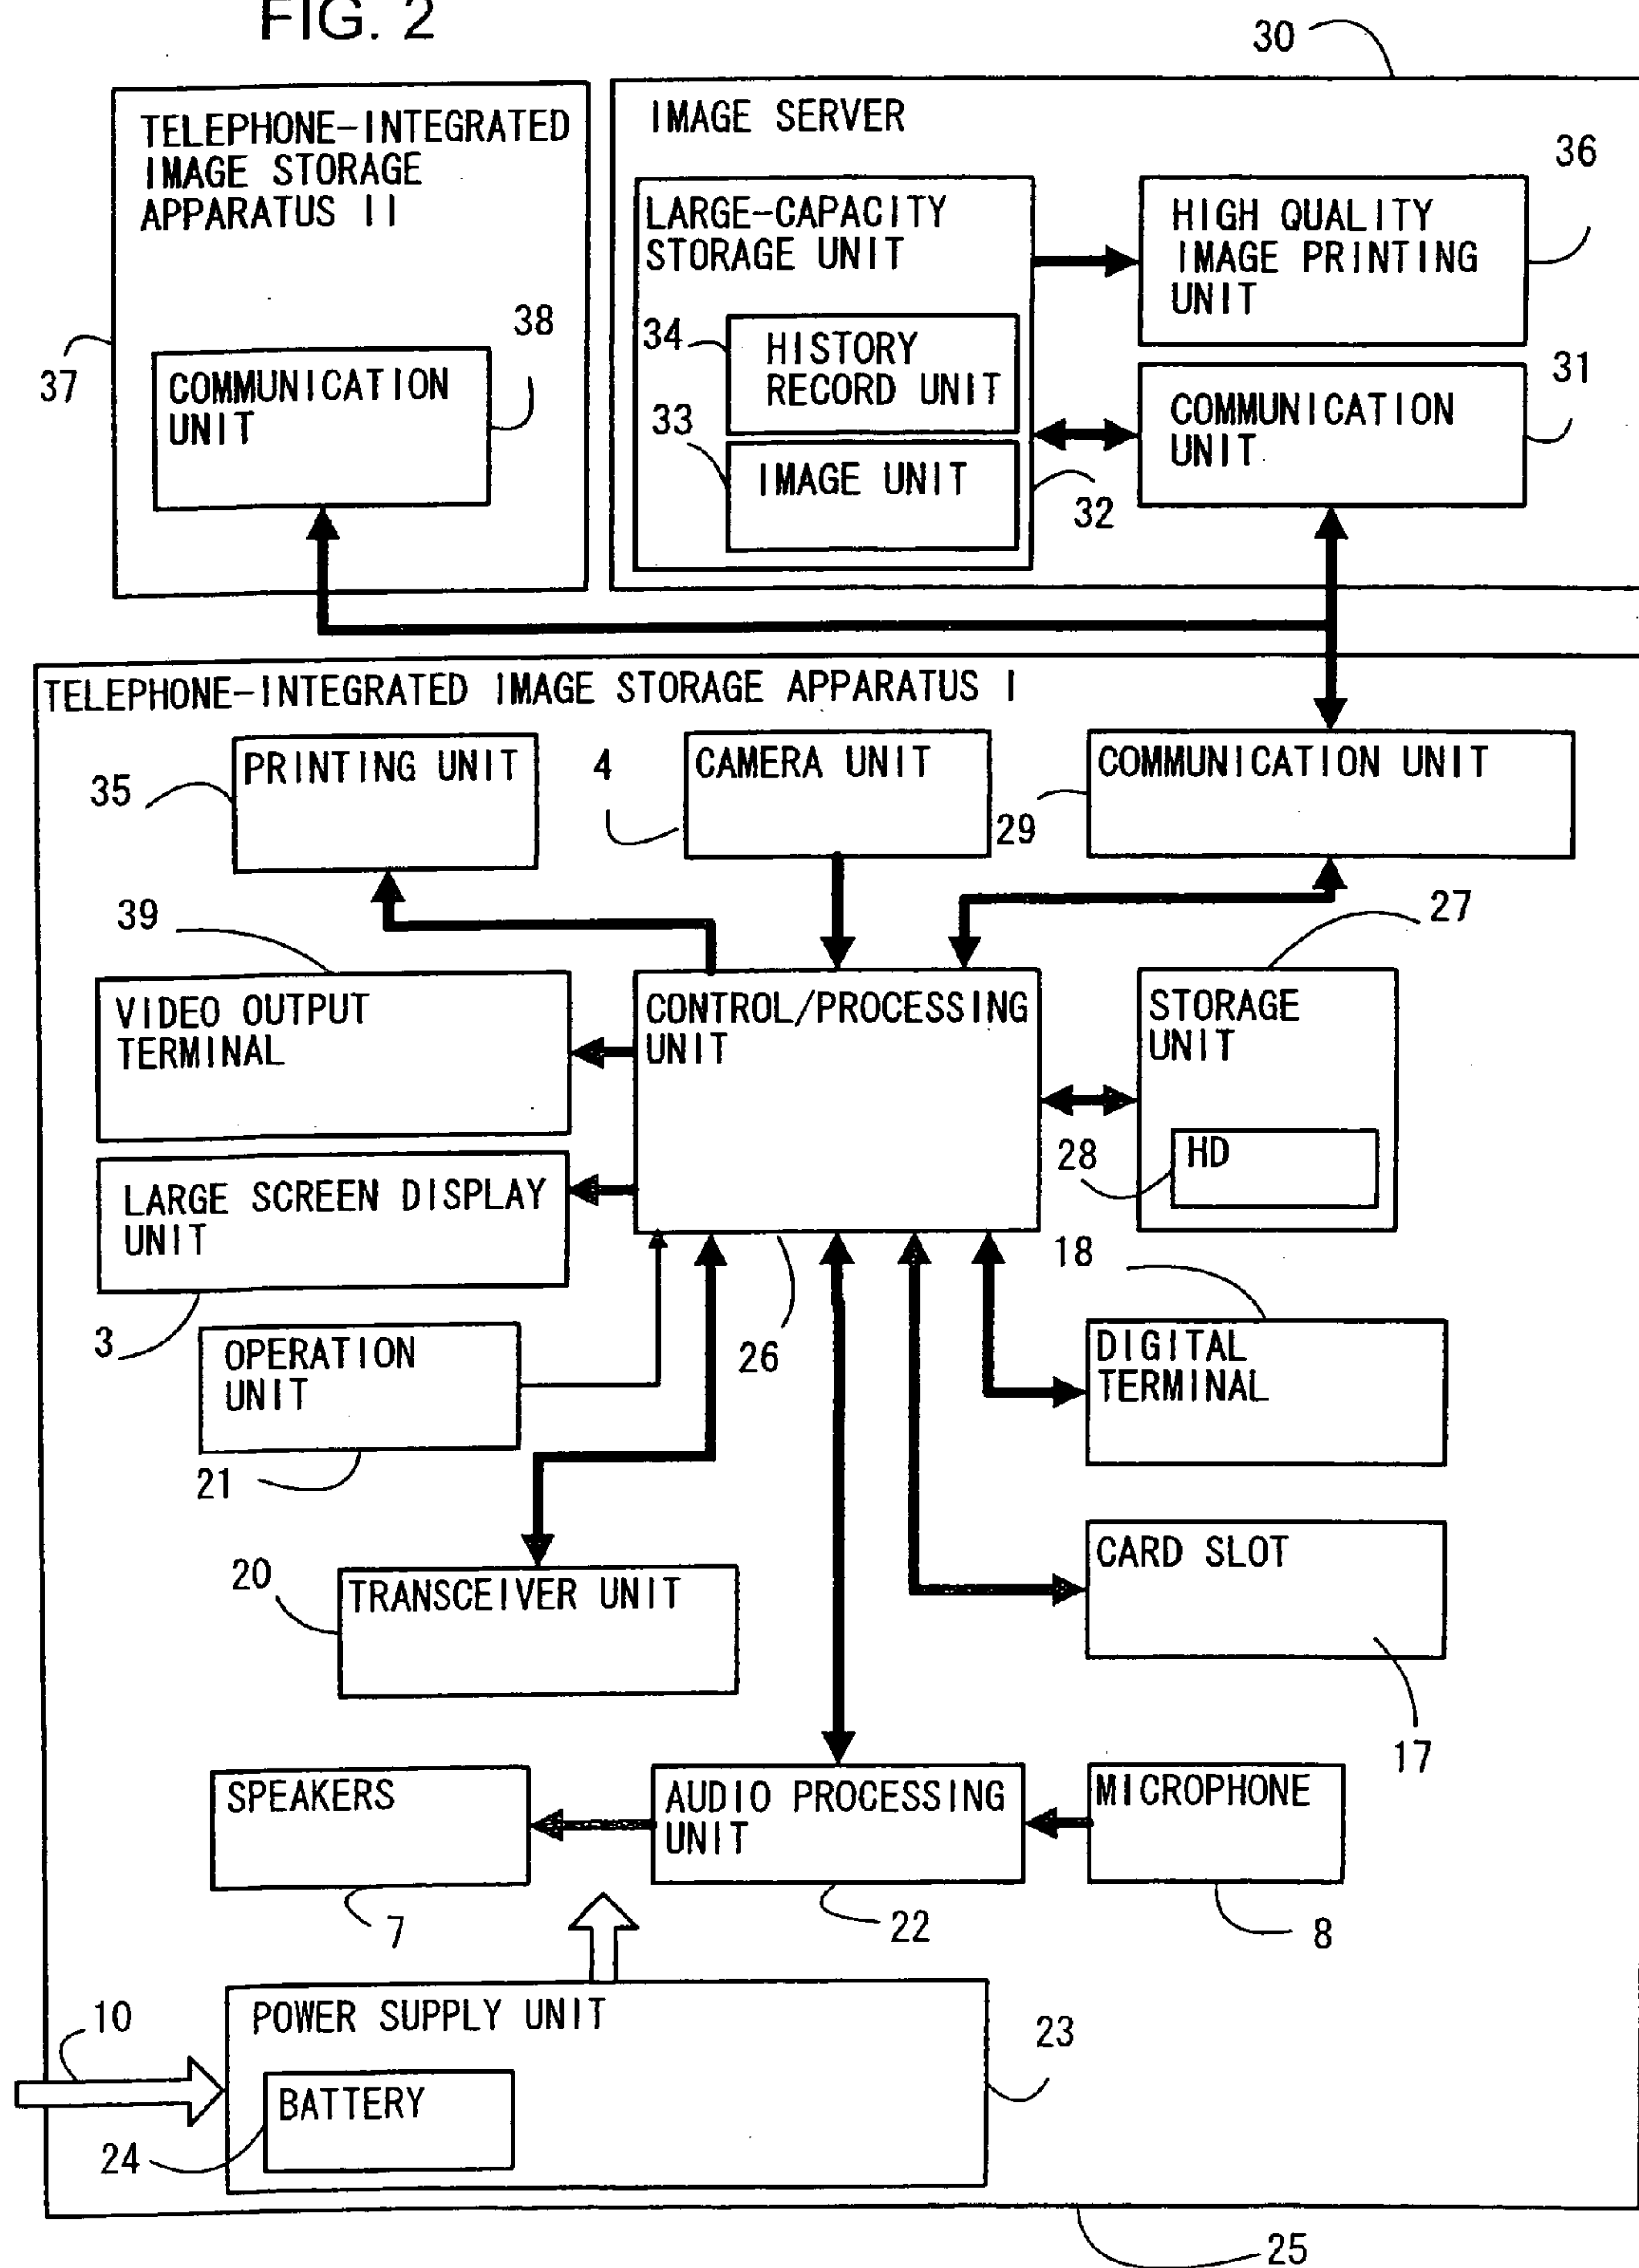 FIG. 2
30
TELEPHONE-INTEGRATED
IMAGE STORAGE
APPARATUS II
IMAGE SERVER
36
LARGE-CAPACITY
STORAGE UNIT
HIGH QUALITY
IMAGE PRINTING
UNIT
38
34
HISTORY
RECORD UNIT
37
COMMUNICATION
UNIT
31
COMMUNICATION
UNIT
33
IMAGE UNIT
32
TELEPHONE-INTEGRATED IMAGE STORAGE APPARATUS I
35
PRINTING UNIT
4
CAMERA UNIT
29
COMMUNICATION UNIT
39
27
VIDEO OUTPUT
TERMINAL
CONTROL/PROCESSING
UNIT
STORAGE
UNIT
28
HD
LARGE SCREEN DISPLAY
UNIT
18
3
OPERATION
UNIT
26
DIGITAL
TERMINAL
21
20
TRANSCEIVER UNIT
CARD SLOT
17
SPEAKERS
AUDIO PROCESSING
UNIT
MICROPHONE
7
22
8
10
POWER SUPPLY UNIT
23
BATTERY
24
25